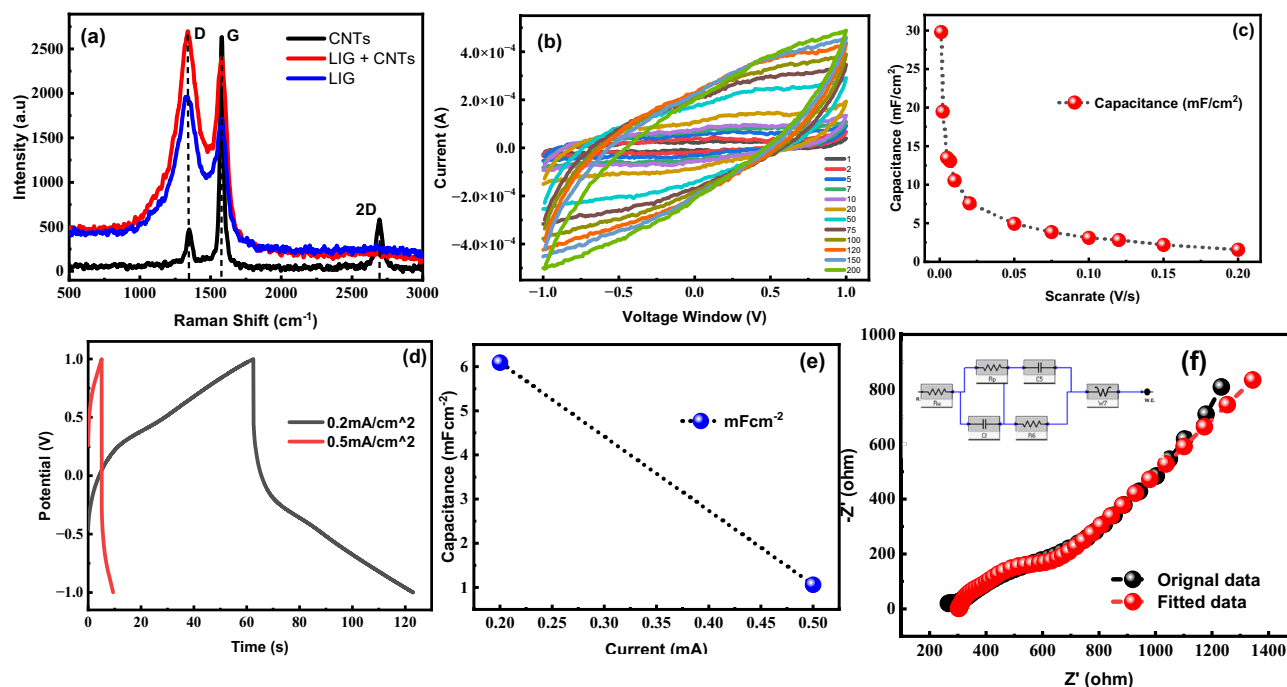 (a)
D
G
CNTs
LIG + CNTs
LIG
2D
Intensity (a.u)
2500
2000
1500
1000
500
0
500 1000 1500 2000 2500 3000
Raman Shift (cm⁻¹)
(b)
Current (A)
4.0×10⁻⁴
2.0×10⁻⁴
0.0
-2.0×10⁻⁴
-4.0×10⁻⁴
1
2
5
7
10
20
50
75
100
120
150
200
-1.0 -0.5 0.0 0.5 1.0
Voltage Window (V)
(c)
Capacitance (mF/cm²)
Capacitance (mF/cm²)
30
25
20
15
10
5
0
0.00 0.05 0.10 0.15 0.20
Scanrate (V/s)
(d)
Potential (V)
1.0
0.5
0.0
-0.5
-1.0
0.2mA/cm^2
0.5mA/cm^2
0 20 40 60 80 100 120
Time (s)
(e)
Capacitance (mFcm⁻²)
6
5
4
3
2
1
mFcm⁻²
0.20 0.25 0.30 0.35 0.40 0.45 0.50
Current (mA)
(f)
-Z' (ohm)
1000
800
600
400
200
0
Rp
C5
W7
W.E.
R6
Orignal data
Fitted data
200 400 600 800 1000 1200 1400
Z' (ohm)